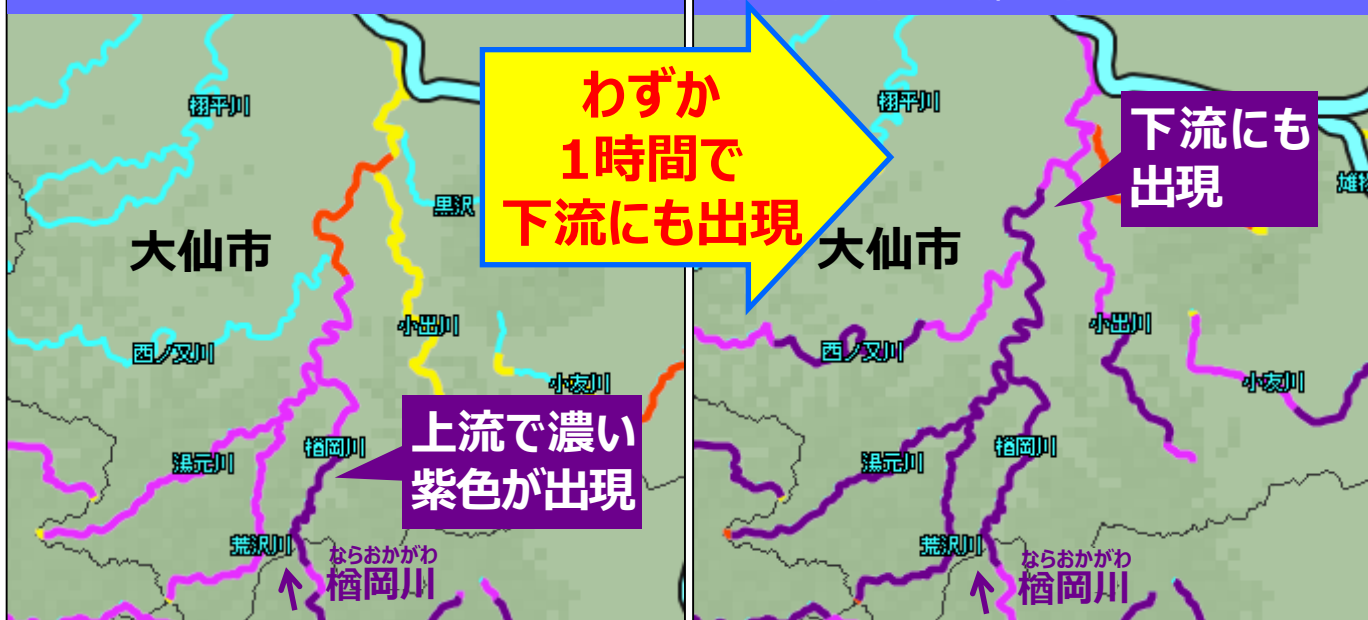 栩平川
黒沢
大仙市
小出川
西ノ又川
小友川
上流で濃い
紫色が出現
楢岡川
湯元川
荒沢川
ならおかがわ
楢岡川
わずか
1時間で
下流にも出現
栩平川
下流にも
出現
雄物
大仙市
小出川
西ノ又川
小友川
楢岡川
湯元川
荒沢川
ならおかがわ
楢岡川